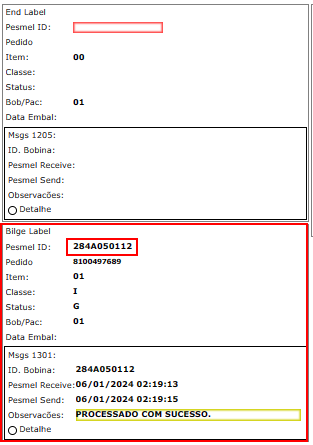 End Label
Pesmel ID:
Pedido
Item: 00
Classe:
Status:
Bob/Pac: 01
Data Embal:
Msgs 1205:
ID. Bobina:
Pesmel Receive:
Pesmel Send:
Observacões:
Detalhe
Bilge Label
Pesmel ID: 284A050112
Pedido 8100497689
Item: 01
Classe: I
Status: G
Bob/Pac: 01
Data Embal:
Msgs 1301:
ID. Bobina: 284A050112
Pesmel Receive: 06/01/2024 02:19:13
Pesmel Send: 06/01/2024 02:19:15
Observacões: PROCESSADO COM SUCESSO.
Detalhe